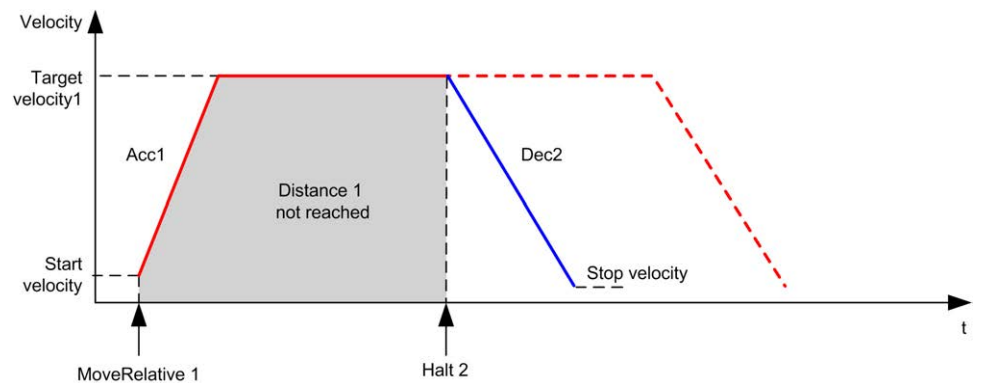 Velocity
Target
velocity1
Acc1
Dec2
Distance 1
not reached
Start
velocity
Stop velocity
t
MoveRelative 1
Halt 2